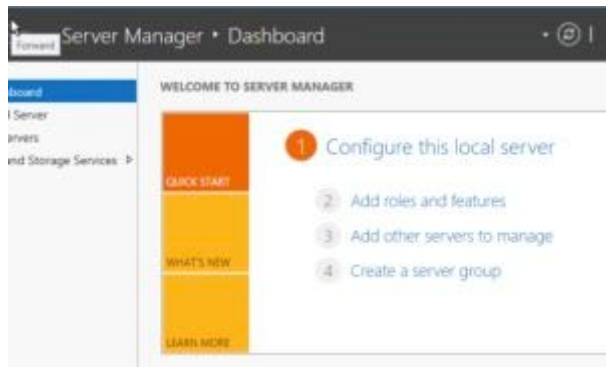 Forward
Server Manager • Dashboard
board
Server
ervers
nd Storage Services
WELCOME TO SERVER MANAGER
QUICK START
WHAT'S NEW
LEARN MORE
1 Configure this local server
2 Add roles and features
3 Add other servers to manage
4 Create a server group